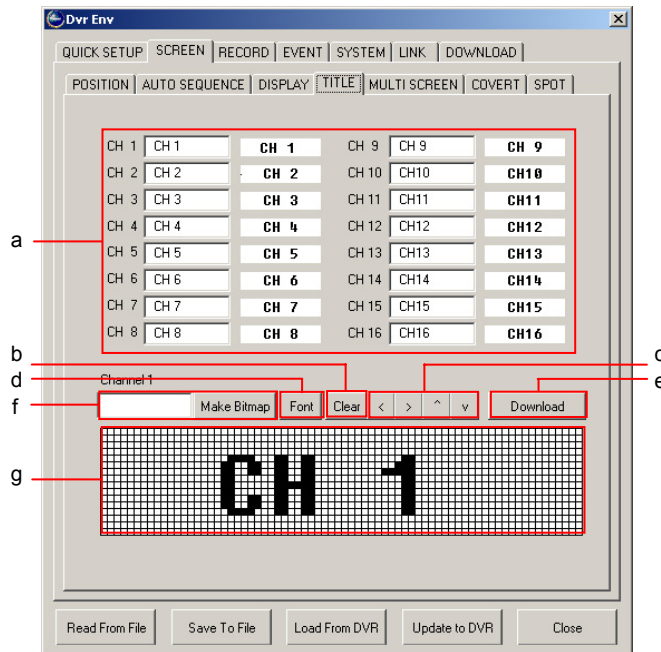 Dvr Env
QUICK SETUP SCREEN RECORD EVENT SYSTEM LINK DOWNLOAD
POSITION AUTO SEQUENCE DISPLAY TITLE MULTI SCREEN COVERT SPOT
CH 1 CH 1 CH 1 CH 9 CH 9 CH 9
CH 2 CH 2 CH 2 CH 10 CH10 CH10
CH 3 CH 3 CH 3 CH 11 CH11 CH11
CH 4 CH 4 CH 4 CH 12 CH12 CH12
a
CH 5 CH 5 CH 5 CH 13 CH13 CH13
CH 6 CH 6 CH 6 CH 14 CH14 CH14
CH 7 CH 7 CH 7 CH 15 CH15 CH15
CH 8 CH 8 CH 8 CH 16 CH16 CH16
b c
d Channel 1 e
f Make Bitmap Font Clear < > ^ v Download
g CH 1
Read From File Save To File Load From DVR Update to DVR Close